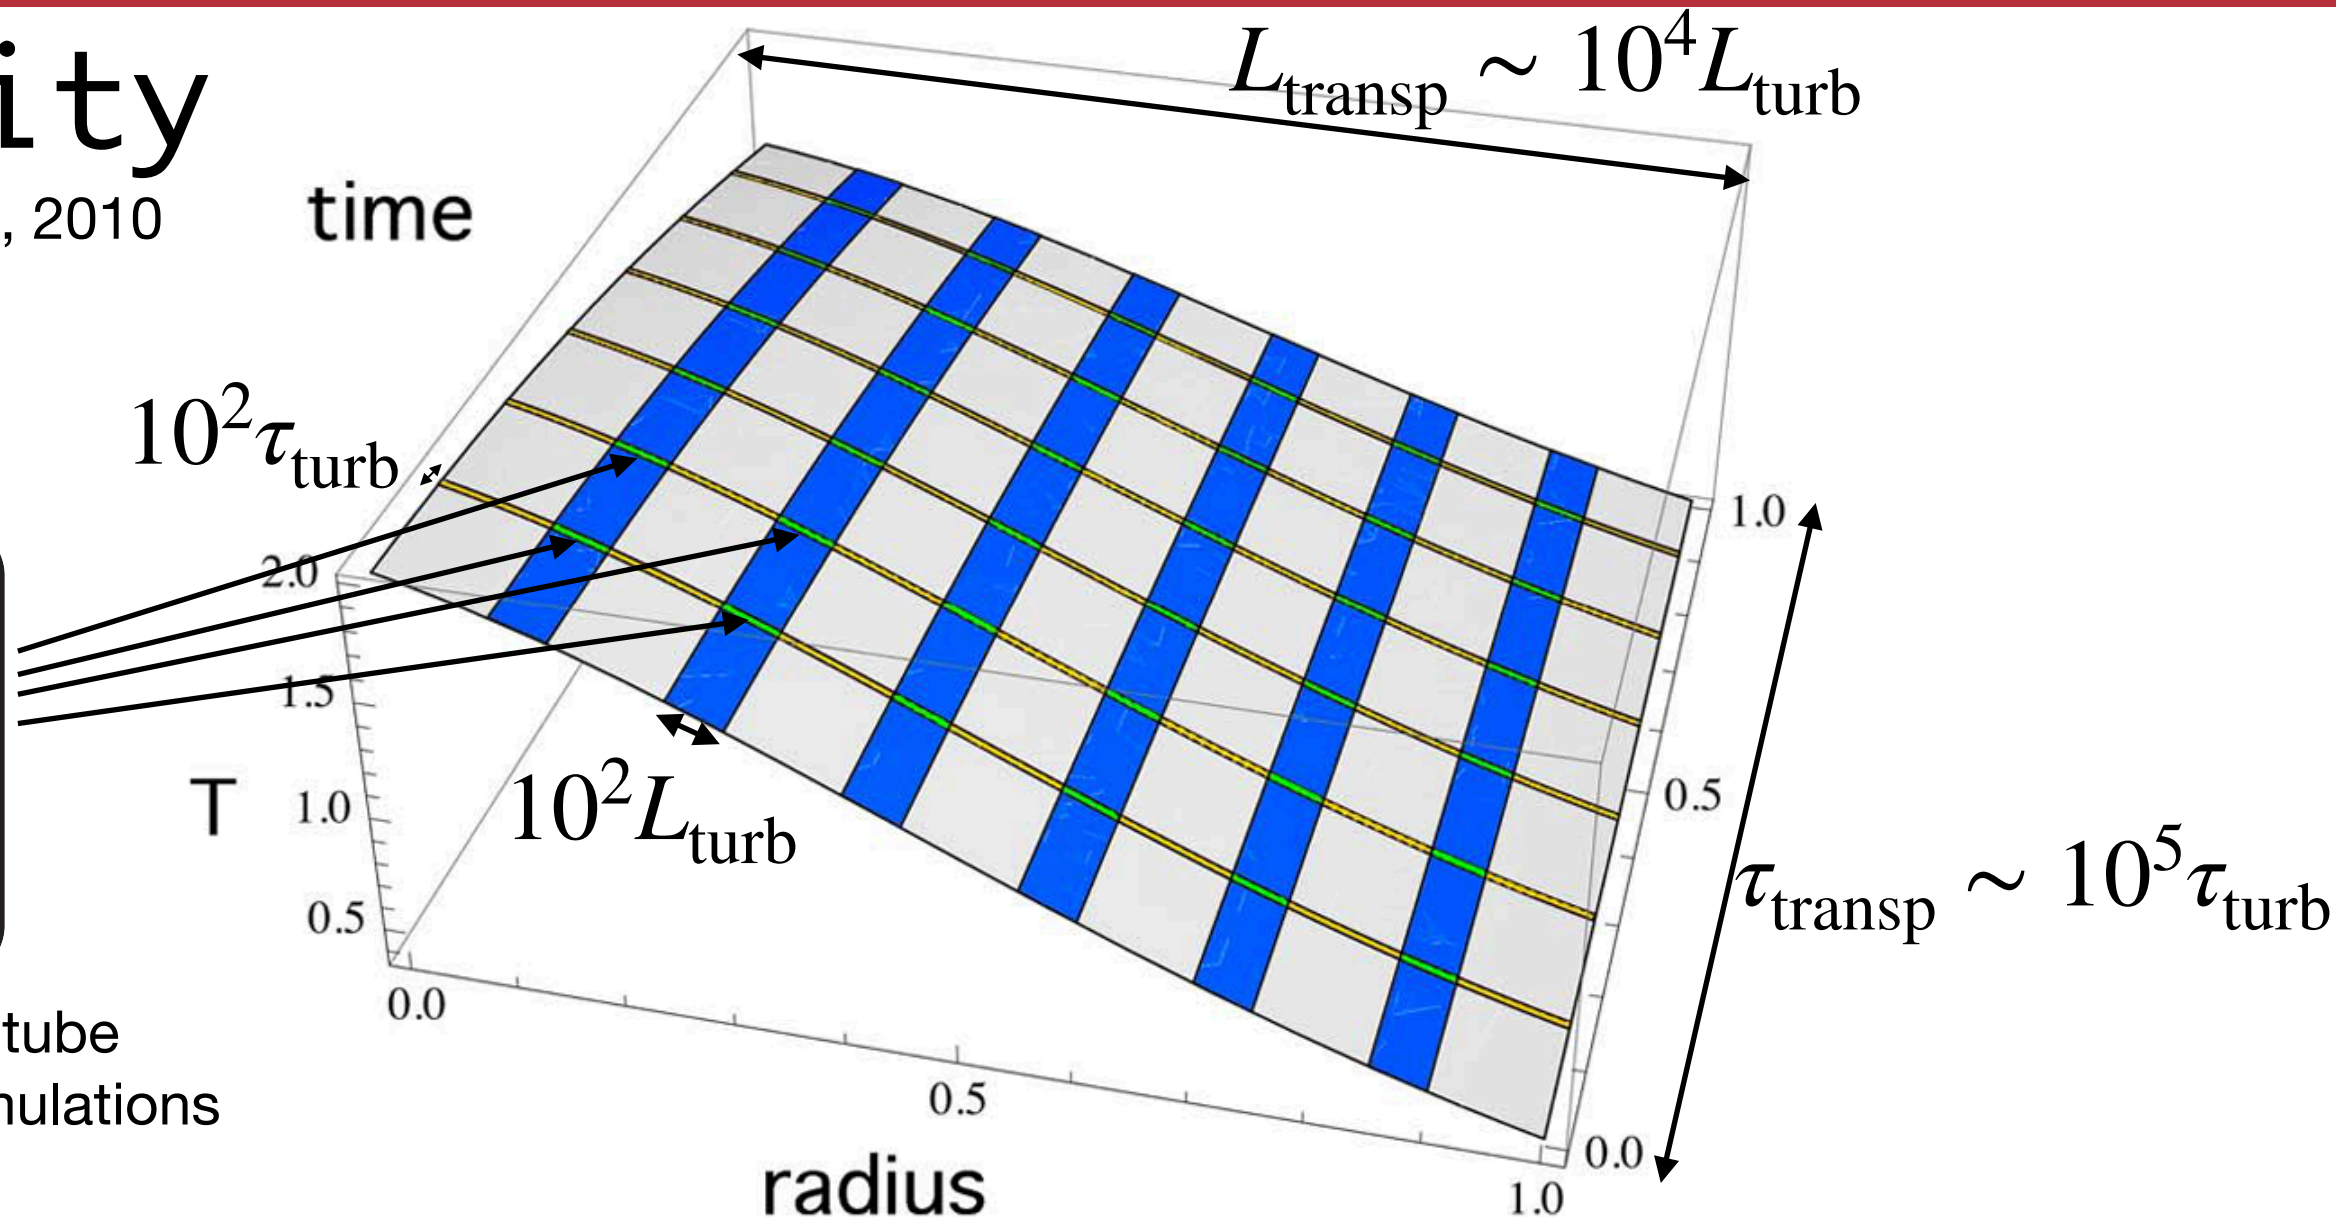 ity
, 2010
time
L_transp ∼ 10^4 L_turb
10^2 τ_turb
2.0
1.5
T
1.0
0.5
10^2 L_turb
1.0
0.5
τ_transp ∼ 10^5 τ_turb
0.0
0.0
0.5
1.0
radius
tube
mulations